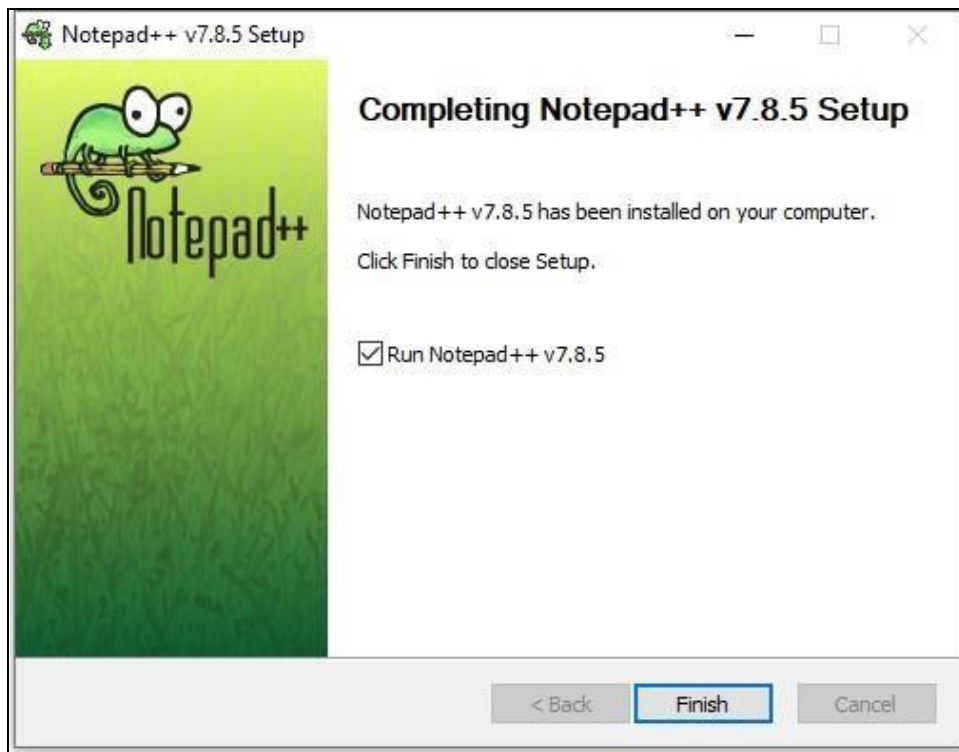 Notepad++ v7.8.5 Setup
Notepad++
Completing Notepad++ v7.8.5 Setup
Notepad++ v7.8.5 has been installed on your computer.
Click Finish to close Setup.
Run Notepad++ v7.8.5
< Back Finish Cancel